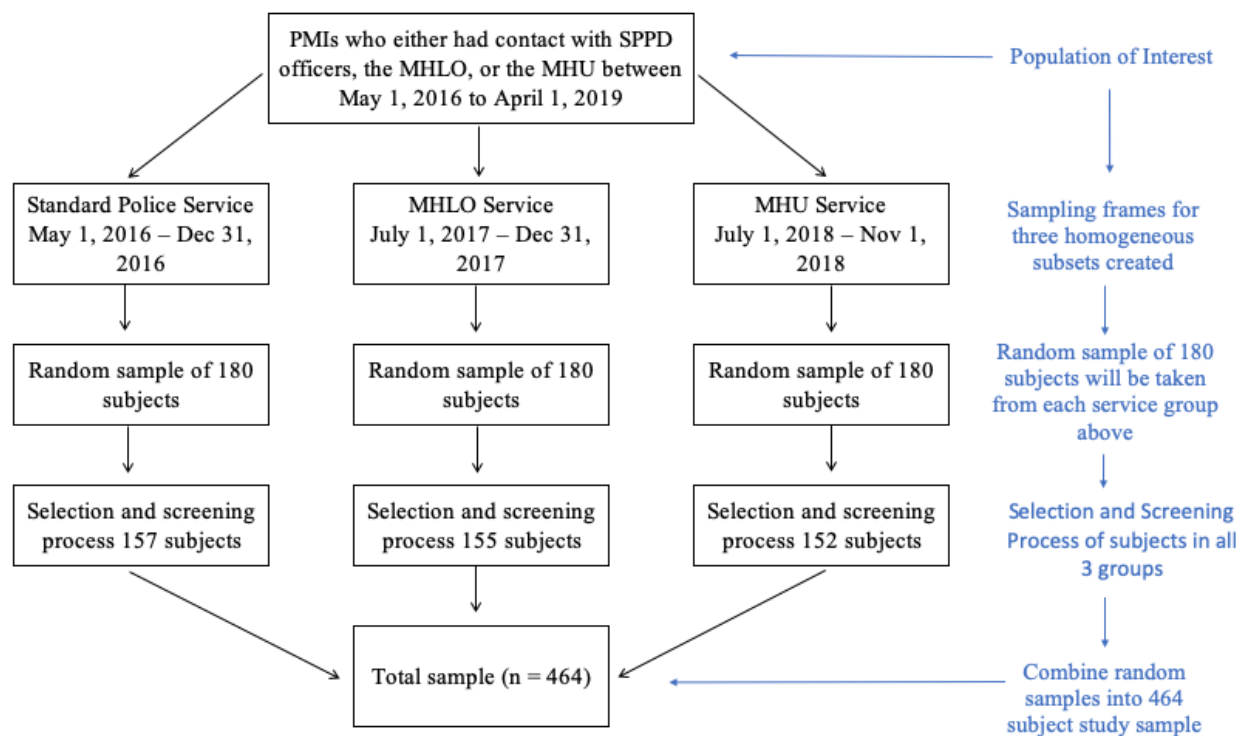 PMIs who either had contact with SPPD
officers, the MHLO, or the MHU between
May 1, 2016 to April 1, 2019
Population of Interest
Standard Police Service
May 1, 2016 – Dec 31,
2016
MHLO Service
July 1, 2017 – Dec 31,
2017
MHU Service
July 1, 2018 – Nov 1,
2018
Sampling frames for
three homogeneous
subsets created
Random sample of 180
subjects
Random sample of 180
subjects
Random sample of 180
subjects
Random sample of 180
subjects will be taken
from each service group
above
Selection and screening
process 157 subjects
Selection and screening
process 155 subjects
Selection and screening
process 152 subjects
Selection and Screening
Process of subjects in all
3 groups
Total sample (n = 464)
Combine random
samples into 464
subject study sample